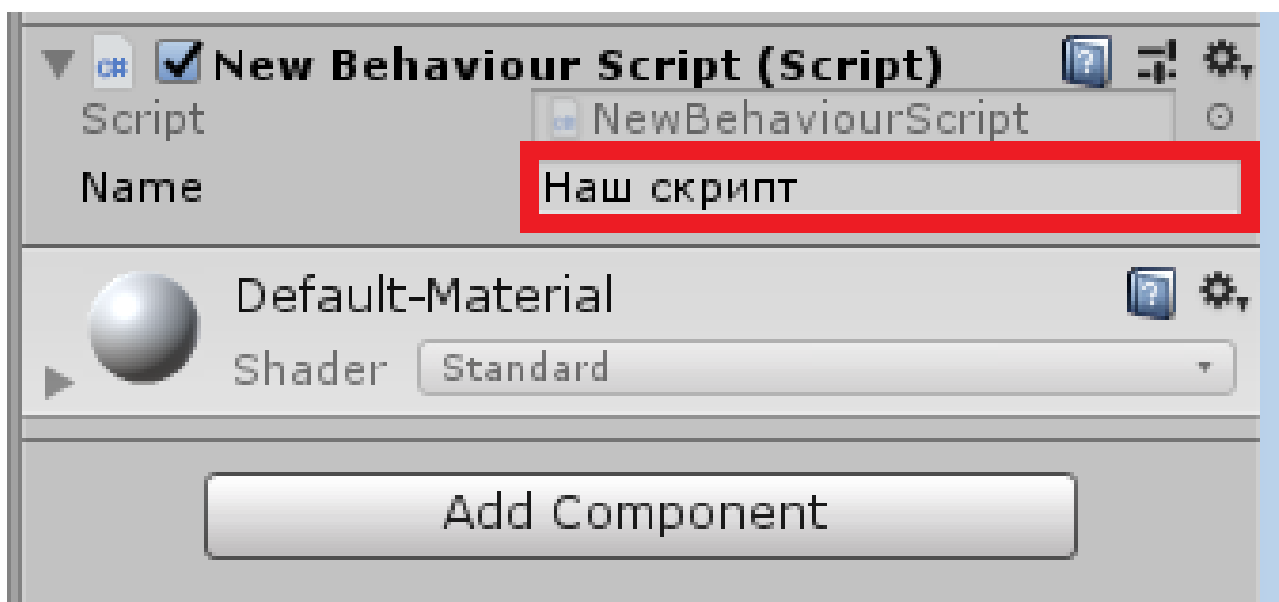 c# New Behaviour Script (Script)
Script c# NewBehaviourScript
Name Наш скрипт
Default-Material
Shader Standard
Add Component